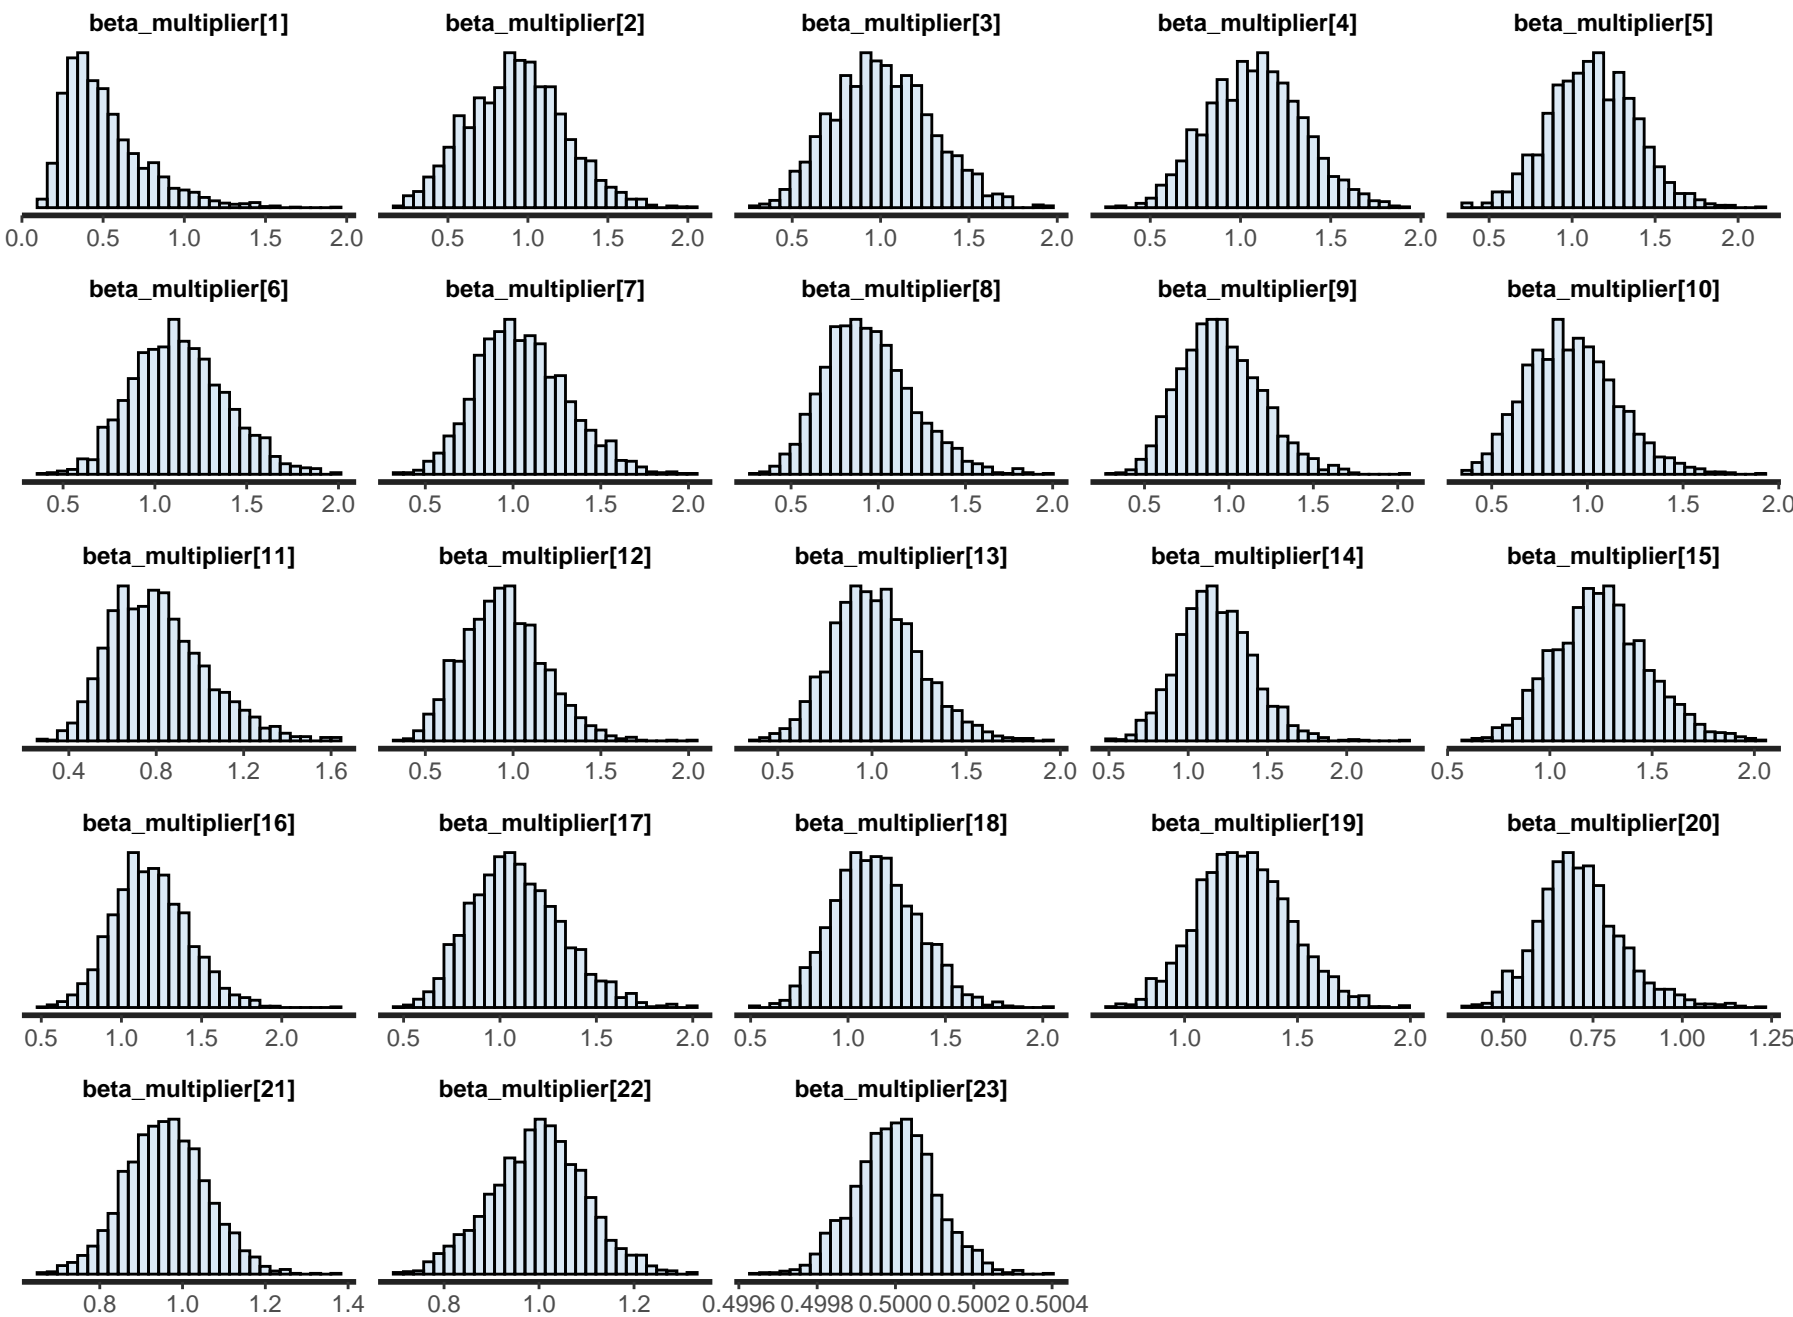 beta_multiplier[1] beta_multiplier[2] beta_multiplier[3] beta_multiplier[4] beta_multiplier[5]
0.0 0.5 1.0 1.5 2.0 0.5 1.0 1.5 2.0 0.5 1.0 1.5 2.0 0.5 1.0 1.5 2.0 0.5 1.0 1.5 2.0
beta_multiplier[6] beta_multiplier[7] beta_multiplier[8] beta_multiplier[9] beta_multiplier[10]
0.5 1.0 1.5 2.0 0.5 1.0 1.5 2.0 0.5 1.0 1.5 2.0 0.5 1.0 1.5 2.0 0.5 1.0 1.5 2.0
beta_multiplier[11] beta_multiplier[12] beta_multiplier[13] beta_multiplier[14] beta_multiplier[15]
0.4 0.8 1.2 1.6 0.5 1.0 1.5 2.0 0.5 1.0 1.5 2.0 0.5 1.0 1.5 2.0 0.5 1.0 1.5 2.0
beta_multiplier[16] beta_multiplier[17] beta_multiplier[18] beta_multiplier[19] beta_multiplier[20]
0.5 1.0 1.5 2.0 0.5 1.0 1.5 2.0 0.5 1.0 1.5 2.0 1.0 1.5 2.0 0.50 0.75 1.00 1.25
beta_multiplier[21] beta_multiplier[22] beta_multiplier[23]
0.8 1.0 1.2 1.4 0.8 1.0 1.2 0.4996 0.4998 0.5000 0.5002 0.5004